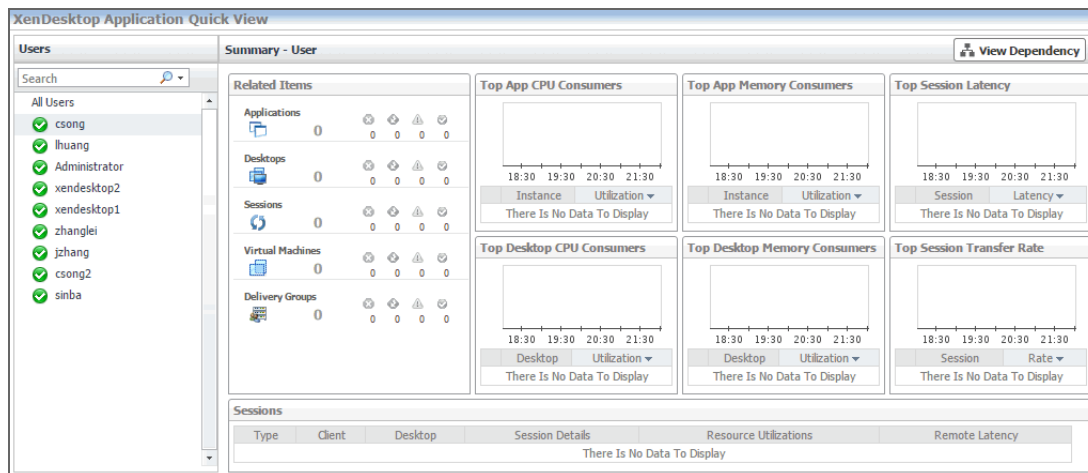 XenDesktop Application Quick View
Users
Search
All Users
csong
lhuang
Administrator
xendesktop2
xendesktop1
zhanglei
jzhang
csong2
sinba
Summary - User
View Dependency
Related Items
Applications
0
0 0 0 0
Desktops
0
0 0 0 0
Sessions
0
0 0 0 0
Virtual Machines
0
0 0 0 0
Delivery Groups
0
0 0 0 0
Top App CPU Consumers
18:30 19:30 20:30 21:30
Instance Utilization
There Is No Data To Display
Top App Memory Consumers
18:30 19:30 20:30 21:30
Instance Utilization
There Is No Data To Display
Top Session Latency
18:30 19:30 20:30 21:30
Session Latency
There Is No Data To Display
Top Desktop CPU Consumers
18:30 19:30 20:30 21:30
Desktop Utilization
There Is No Data To Display
Top Desktop Memory Consumers
18:30 19:30 20:30 21:30
Desktop Utilization
There Is No Data To Display
Top Session Transfer Rate
18:30 19:30 20:30 21:30
Session Rate
There Is No Data To Display
Sessions
Type Client Desktop Session Details Resource Utilizations Remote Latency
There Is No Data To Display